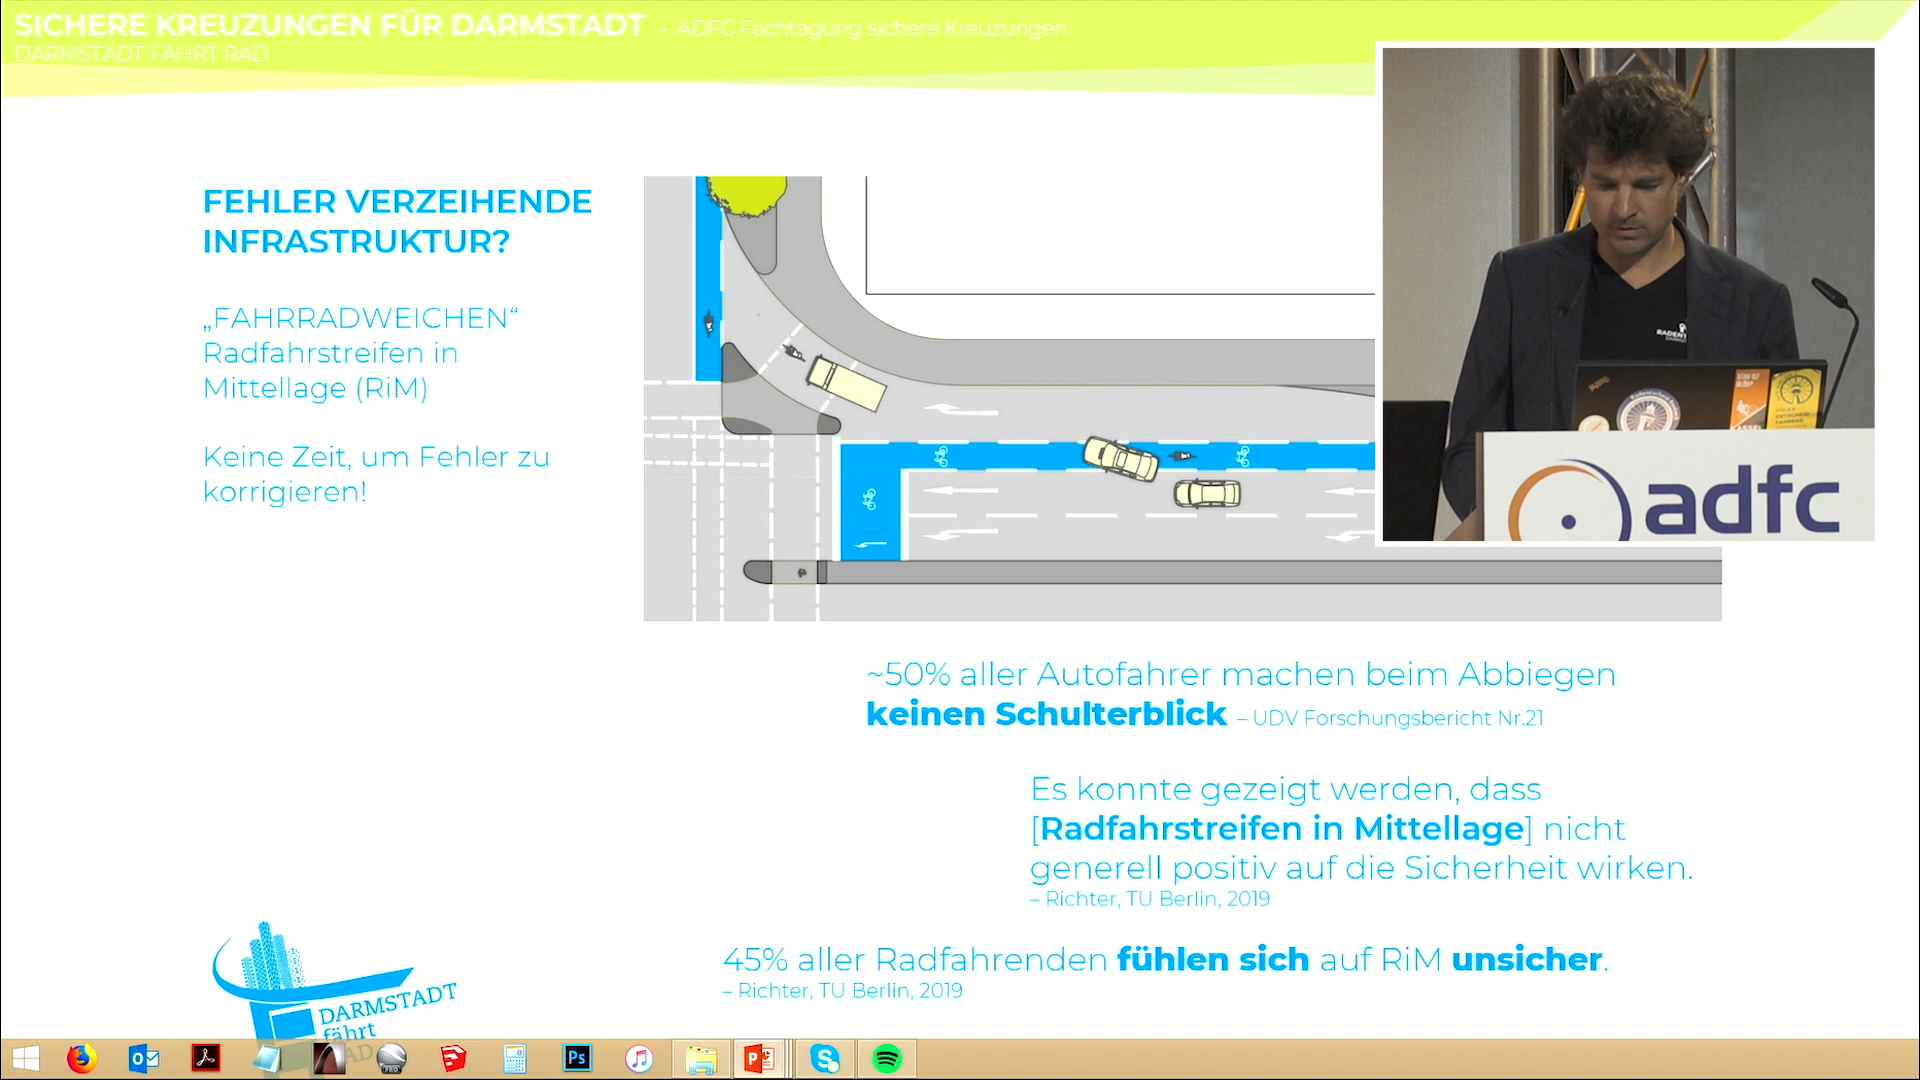 SICHERE KREUZUNGEN FÜR DARMSTADT - ADFC Fachtagung sichere Kreuzungen
DARMSTADT FÄHRT RAD
FEHLER VERZEIHENDE
INFRASTRUKTUR?
„FAHRRADWEICHEN“
Radfahrstreifen in
Mittellage (RiM)
Keine Zeit, um Fehler zu
korrigieren!
adfc
~50% aller Autofahrer machen beim Abbiegen
keinen Schulterblick – UDV Forschungsbericht Nr.21
Es konnte gezeigt werden, dass
[Radfahrstreifen in Mittellage] nicht
generell positiv auf die Sicherheit wirken.
– Richter, TU Berlin, 2019
45% aller Radfahrenden fühlen sich auf RiM unsicher.
– Richter, TU Berlin, 2019
DARMSTADT
fährt
RAD
Ps